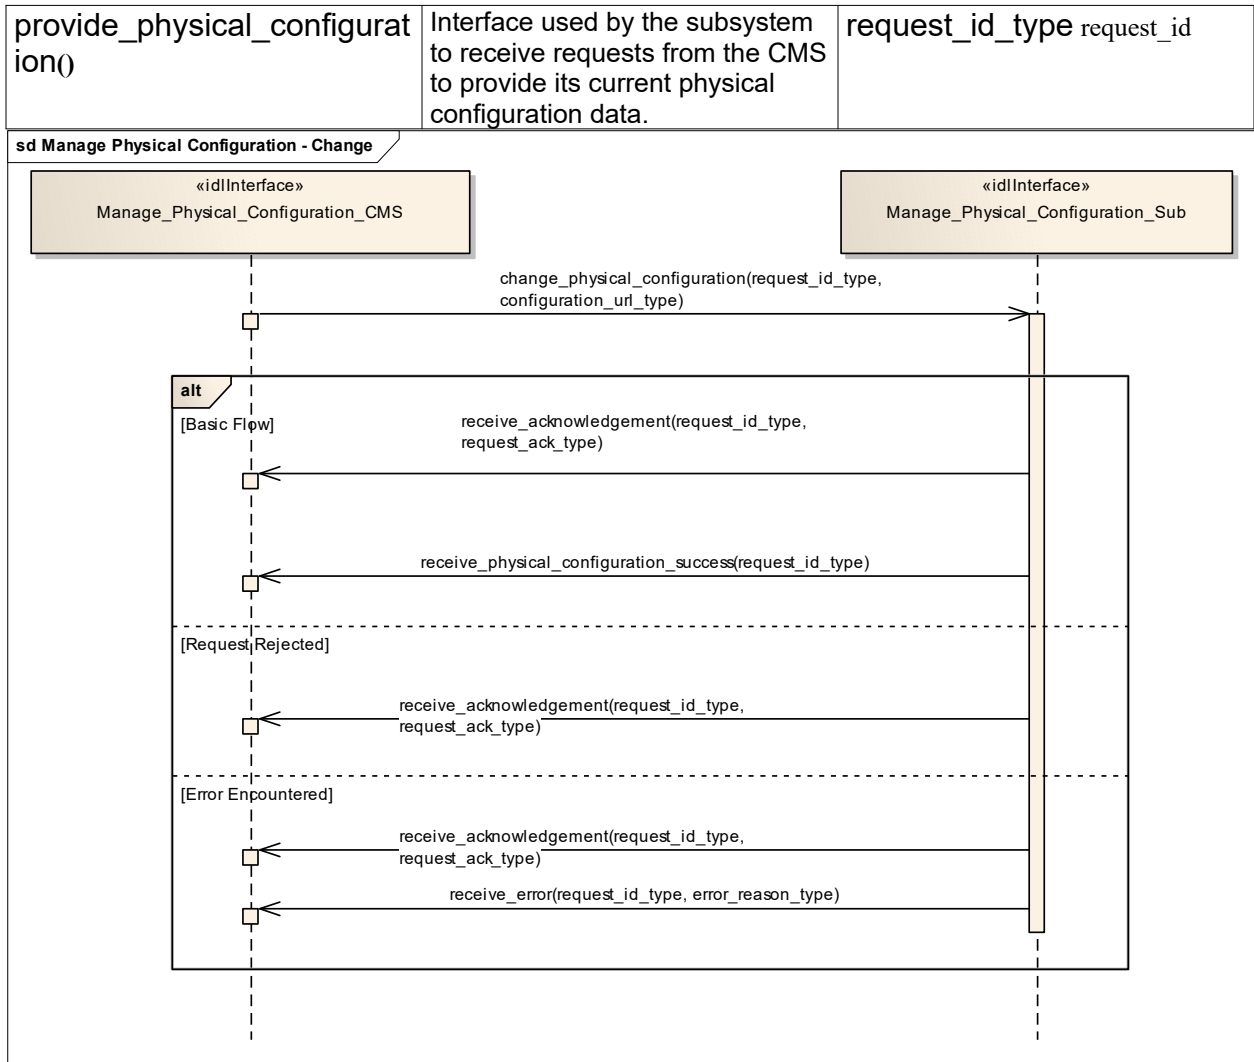 provide_physical_configurat
ion()
Interface used by the subsystem
to receive requests from the CMS
to provide its current physical
configuration data.
request_id_type request_id
sd Manage Physical Configuration - Change
«idlInterface»
Manage_Physical_Configuration_CMS
«idlInterface»
Manage_Physical_Configuration_Sub
change_physical_configuration(request_id_type,
configuration_url_type)
alt
[Basic Flow]
receive_acknowledgement(request_id_type,
request_ack_type)
receive_physical_configuration_success(request_id_type)
[Request Rejected]
receive_acknowledgement(request_id_type,
request_ack_type)
[Error Encountered]
receive_acknowledgement(request_id_type,
request_ack_type)
receive_error(request_id_type, error_reason_type)